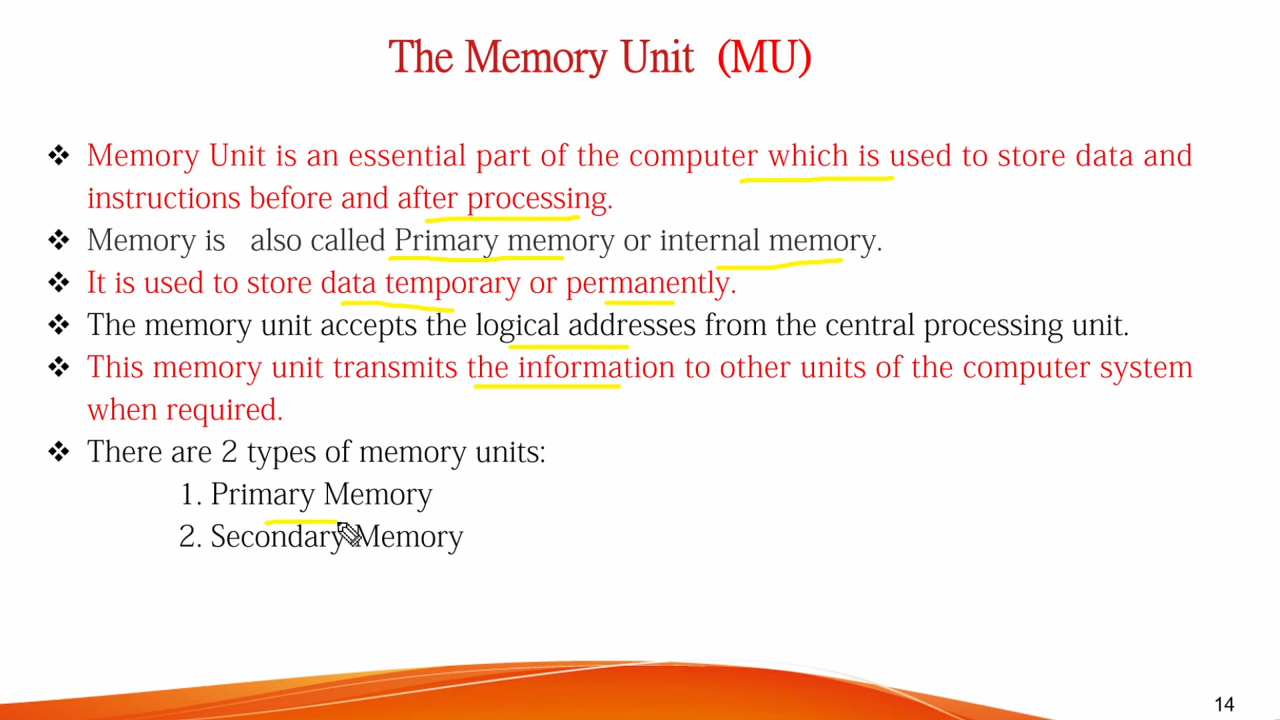 The Memory Unit (MU)
❖ Memory Unit is an essential part of the computer which is used to store data and
instructions before and after processing.
❖ Memory is also called Primary memory or internal memory.
❖ It is used to store data temporary or permanently.
❖ The memory unit accepts the logical addresses from the central processing unit.
❖ This memory unit transmits the information to other units of the computer system
when required.
❖ There are 2 types of memory units:
1. Primary Memory
2. Secondary Memory
14